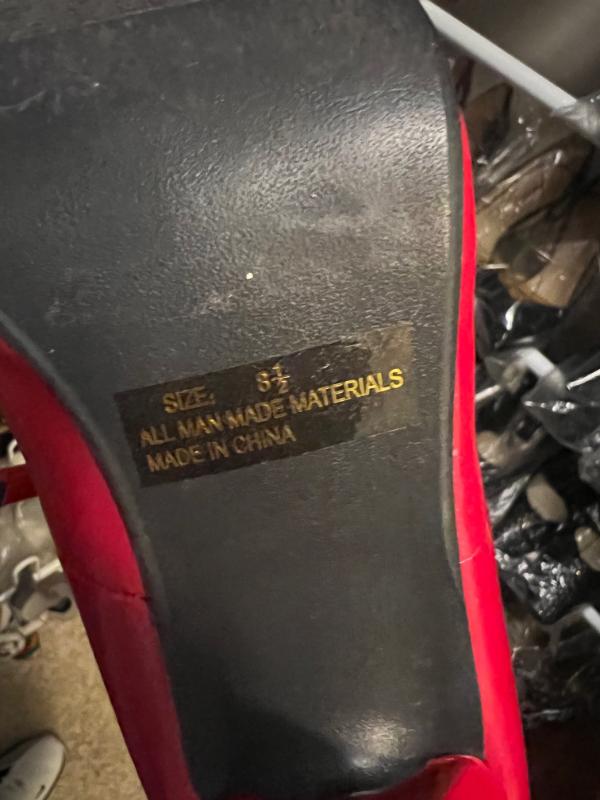 SIZE: 8½
ALL MAN-MADE MATERIALS
MADE IN CHINA